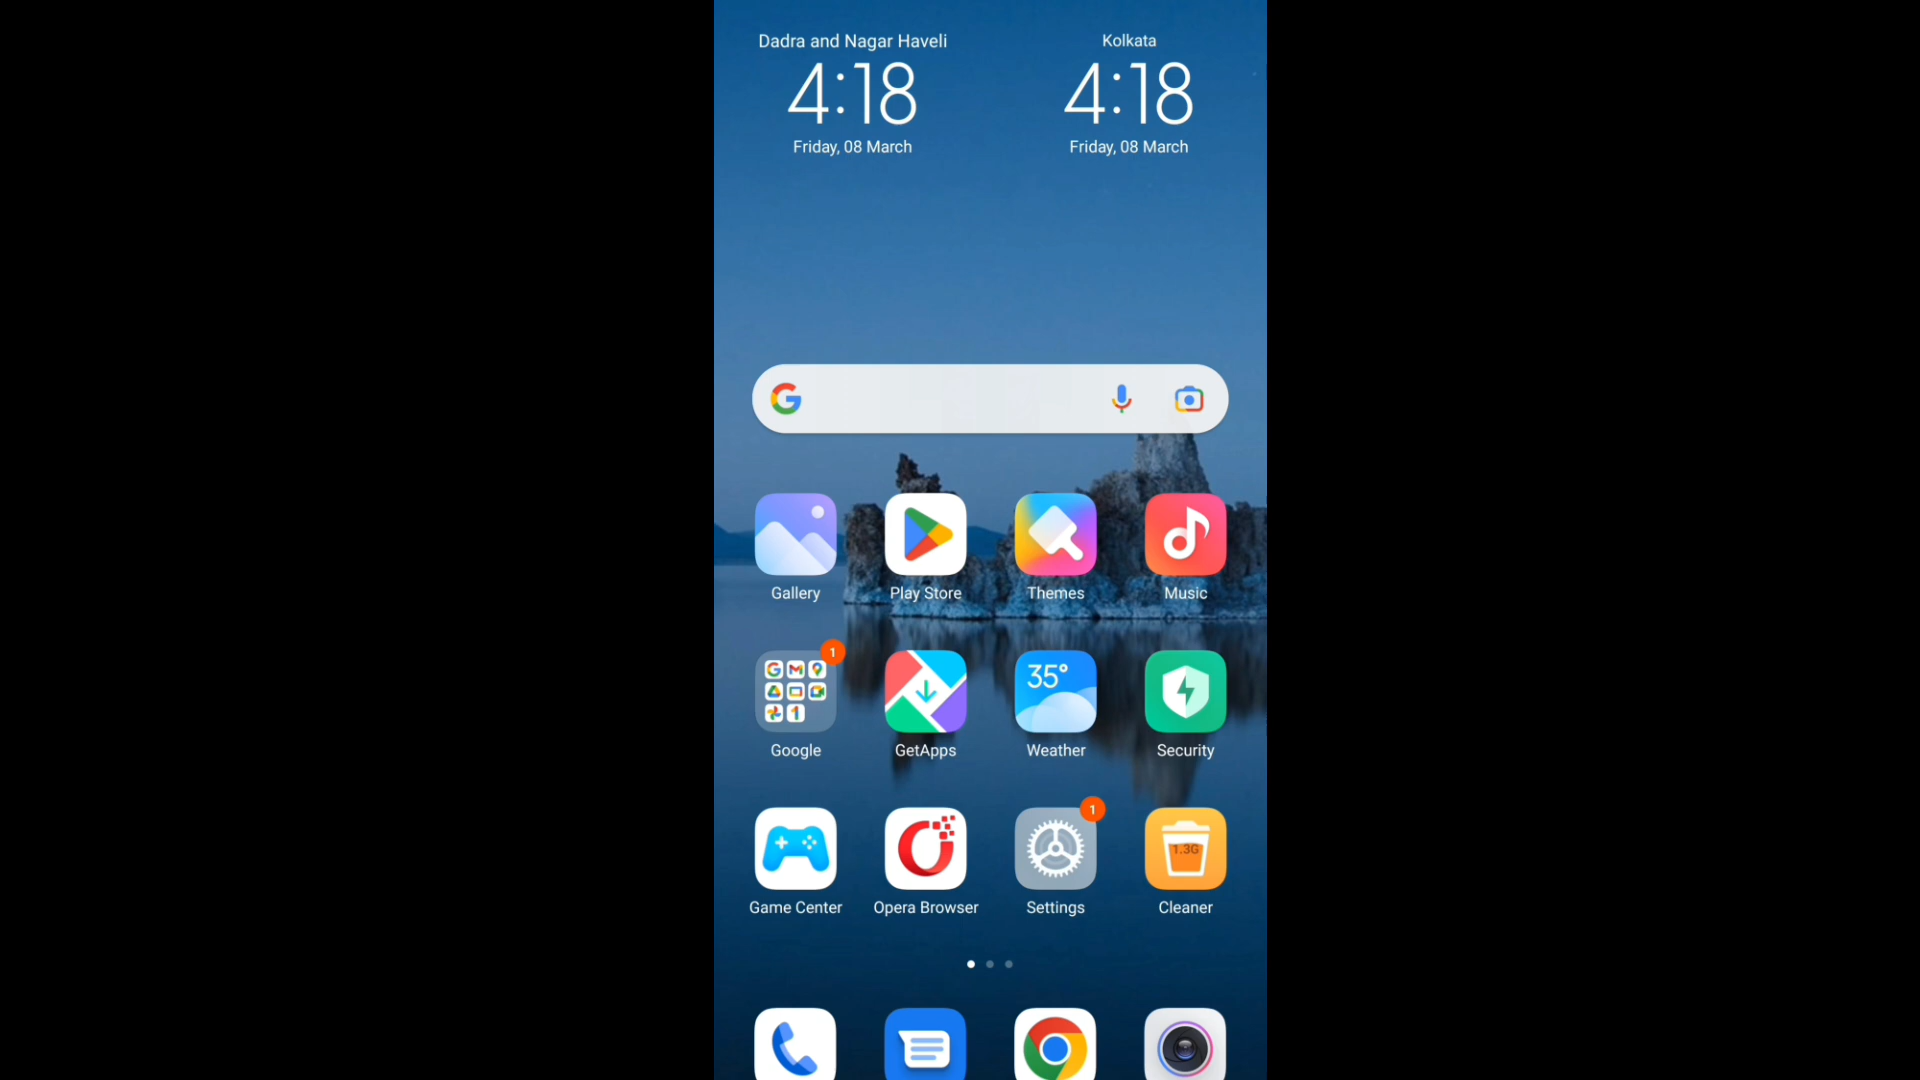 Dadra and Nagar Haveli
4:18
Friday, 08 March
Kolkata
4:18
Friday, 08 March
Gallery
Play Store
Themes
Music
1
Google
GetApps
35°
Weather
Security
Game Center
Opera Browser
1
Settings
1.3G
Cleaner